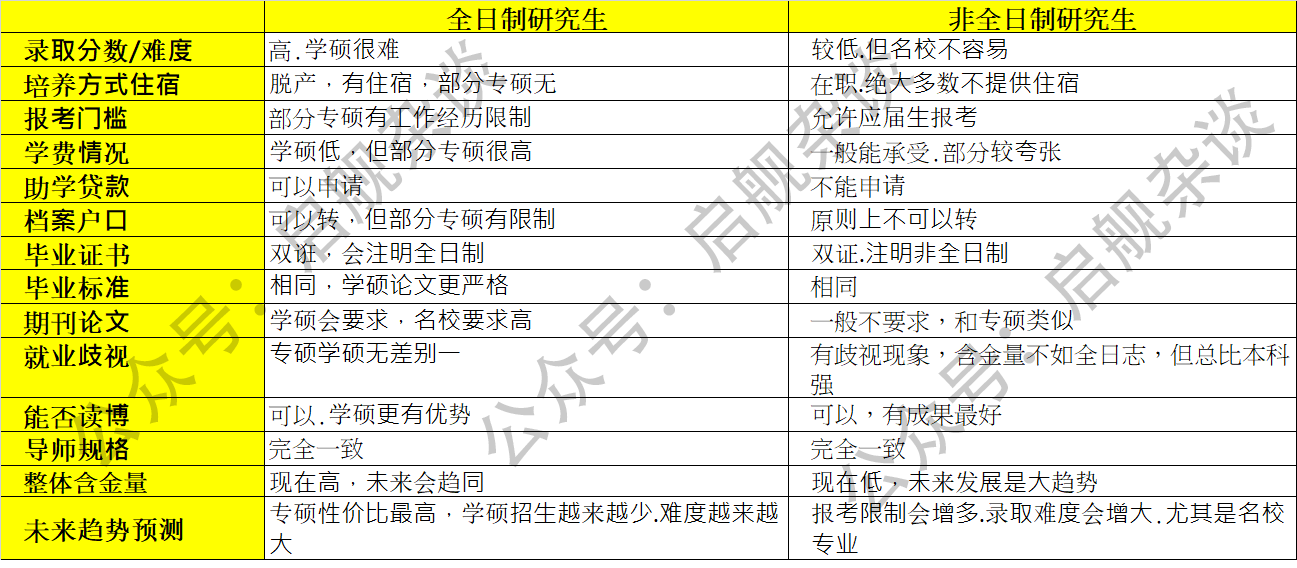 全日制研究生 非全日制研究生
录取分数/难度 高.学硕很难 较低.但名校不容易
培养方式住宿 脱产，有住宿，部分专硕无 在职.绝大多数不提供住宿
报考门槛 部分专硕有工作经历限制 允许应届生报考
学费情况 学硕低，但部分专硕很高 一般能承受.部分较夸张
助学贷款 可以申请 不能申请
档案户口 可以转，但部分专硕有限制 原则上不可以转
毕业证书 双诳，会注明全日制 双证.注明非全日制
毕业标准 相同，学硕论文更严格 相同
期刊论文 学硕会要求，名校要求高 一般不要求，和专硕类似
就业歧视 专硕学硕无差别一 有歧视现象，含金量不如全日志，但总比本科
强
能否读博 可以.学硕更有优势 可以，有成果最好
导师规格 完全一致 完全一致
整体含金量 现在高，未来会趋同 现在低，未来发展是大趋势
未来趋势预测 专硕性价比最高，学硕招生越来越少.难度越来越 报考限制会增多.录取难度会增大.尤其是名校
大 专业
公众号：启舰杂谈
公众号：启舰杂谈
公众号：启舰杂谈